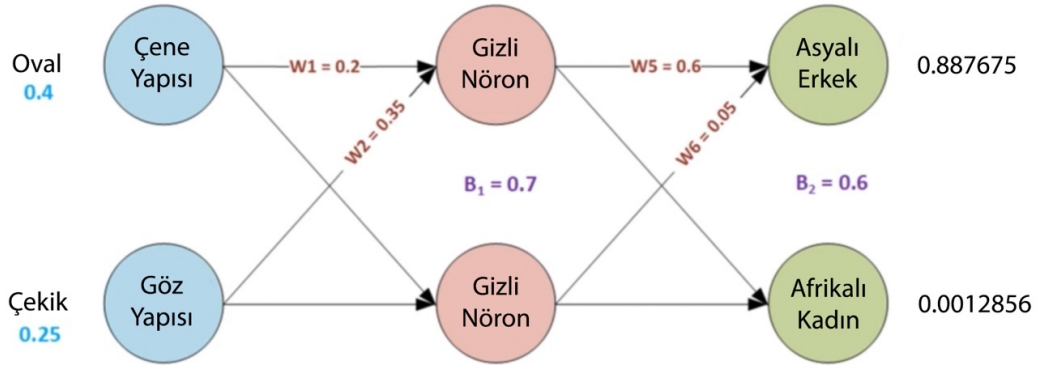 Oval
0.4
Çene
Yapısı
W1 = 0.2
W2 = 0.35
Gizli
Nöron
W5 = 0.6
W6 = 0.05
Asyalı
Erkek
0.887675
B₁ = 0.7
B₂ = 0.6
Çekik
0.25
Göz
Yapısı
Gizli
Nöron
Afrikalı
Kadın
0.0012856